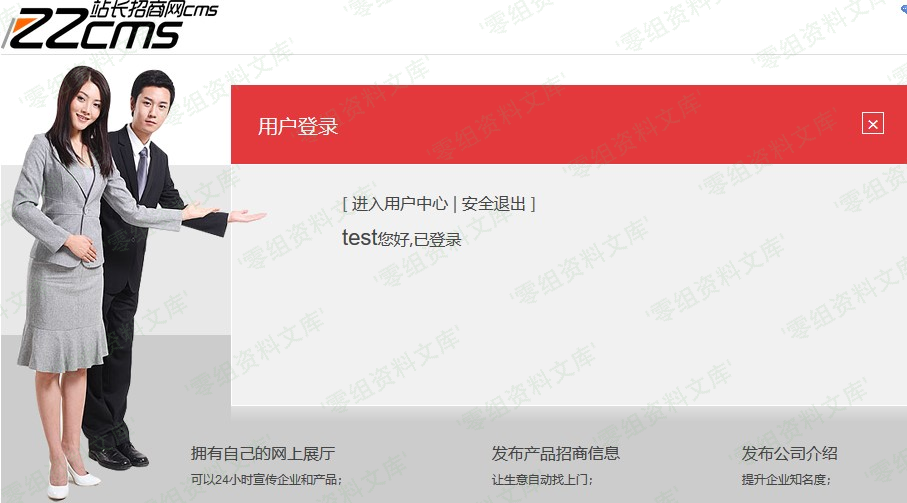 站长招商网cms
ZZcms
用户登录
[ 进入用户中心 | 安全退出 ]
test您好,已登录
拥有自己的网上展厅
可以24小时宣传企业和产品；
发布产品招商信息
让生意自动找上门；
发布公司介绍
提升企业知名度；
'零组资料文库'